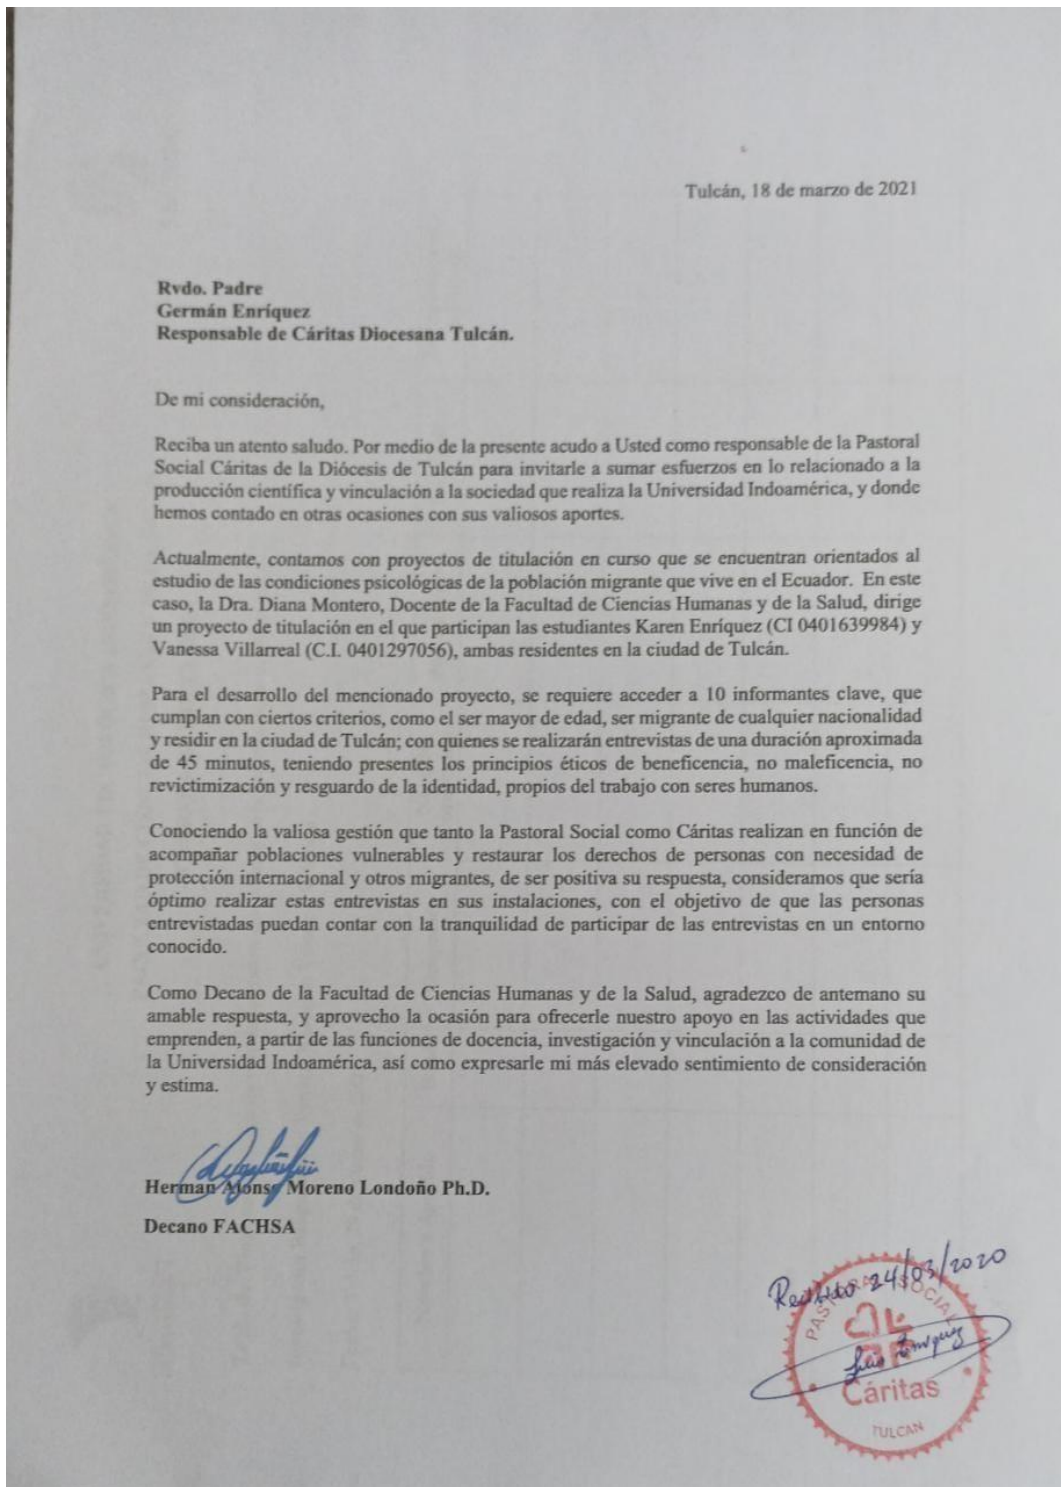 Tulcán, 18 de marzo de 2021
Rvdo. Padre
Germán Enríquez
Responsable de Cáritas Diocesana Tulcán.
De mi consideración,
Reciba un atento saludo. Por medio de la presente acudo a Usted como responsable de la Pastoral
Social Cáritas de la Diócesis de Tulcán para invitarle a sumar esfuerzos en lo relacionado a la
producción científica y vinculación a la sociedad que realiza la Universidad Indoamérica, y donde
hemos contado en otras ocasiones con sus valiosos aportes.
Actualmente, contamos con proyectos de titulación en curso que se encuentran orientados al
estudio de las condiciones psicológicas de la población migrante que vive en el Ecuador. En este
caso, la Dra. Diana Montero, Docente de la Facultad de Ciencias Humanas y de la Salud, dirige
un proyecto de titulación en el que participan las estudiantes Karen Enríquez (CI 0401639984) y
Vanessa Villarreal (C.I. 0401297056), ambas residentes en la ciudad de Tulcán.
Para el desarrollo del mencionado proyecto, se requiere acceder a 10 informantes clave, que
cumplan con ciertos criterios, como el ser mayor de edad, ser migrante de cualquier nacionalidad
y residir en la ciudad de Tulcán; con quienes se realizarán entrevistas de una duración aproximada
de 45 minutos, teniendo presentes los principios éticos de beneficencia, no maleficencia, no
revictimización y resguardo de la identidad, propios del trabajo con seres humanos.
Conociendo la valiosa gestión que tanto la Pastoral Social como Cáritas realizan en función de
acompañar poblaciones vulnerables y restaurar los derechos de personas con necesidad de
protección internacional y otros migrantes, de ser positiva su respuesta, consideramos que sería
óptimo realizar estas entrevistas en sus instalaciones, con el objetivo de que las personas
entrevistadas puedan contar con la tranquilidad de participar de las entrevistas en un entorno
conocido.
Como Decano de la Facultad de Ciencias Humanas y de la Salud, agradezco de antemano su
amable respuesta, y aprovecho la ocasión para ofrecerle nuestro apoyo en las actividades que
emprenden, a partir de las funciones de docencia, investigación y vinculación a la comunidad de
la Universidad Indoamérica, así como expresarle mi más elevado sentimiento de consideración
y estima.
Herman Alonso Moreno Londoño Ph.D.
Decano FACHSA
Recibido 24/03/2020
PASTORAL SOCIAL
Enríquez
Cáritas
TULCAN